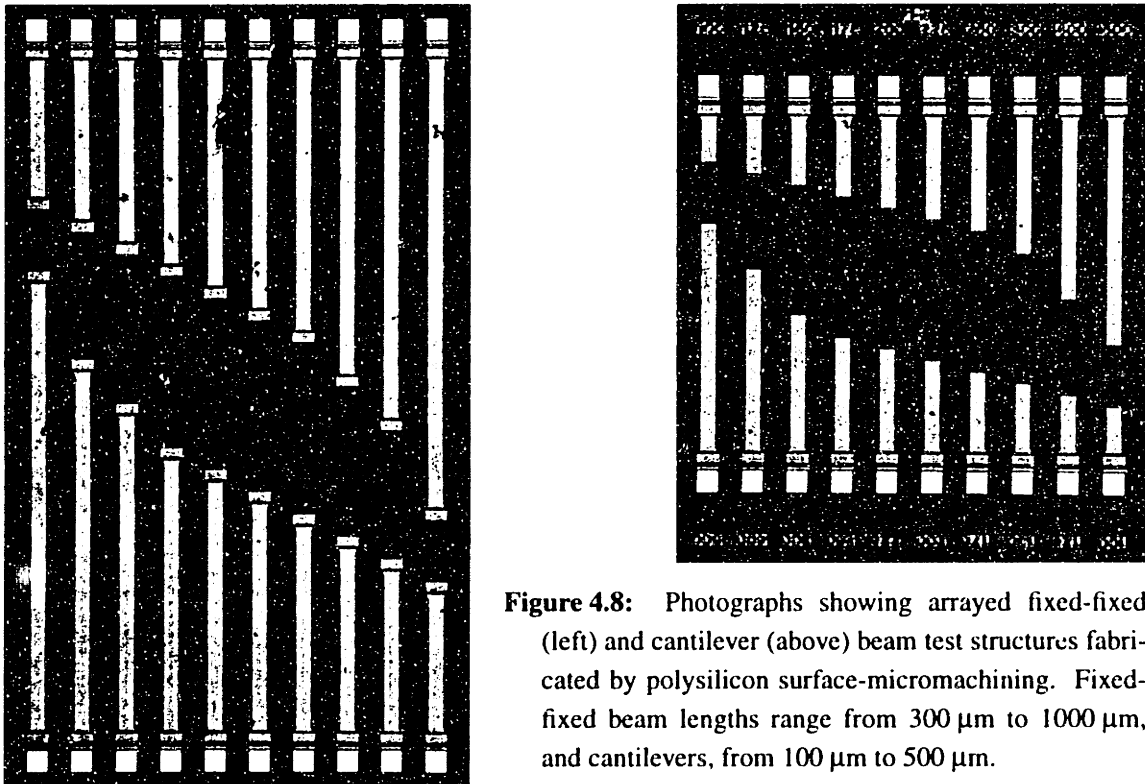 Figure 4.8: Photographs showing arrayed fixed-fixed
(left) and cantilever (above) beam test structures fabri-
cated by polysilicon surface-micromachining. Fixed-
fixed beam lengths range from 300 µm to 1000 µm,
and cantilevers, from 100 µm to 500 µm.